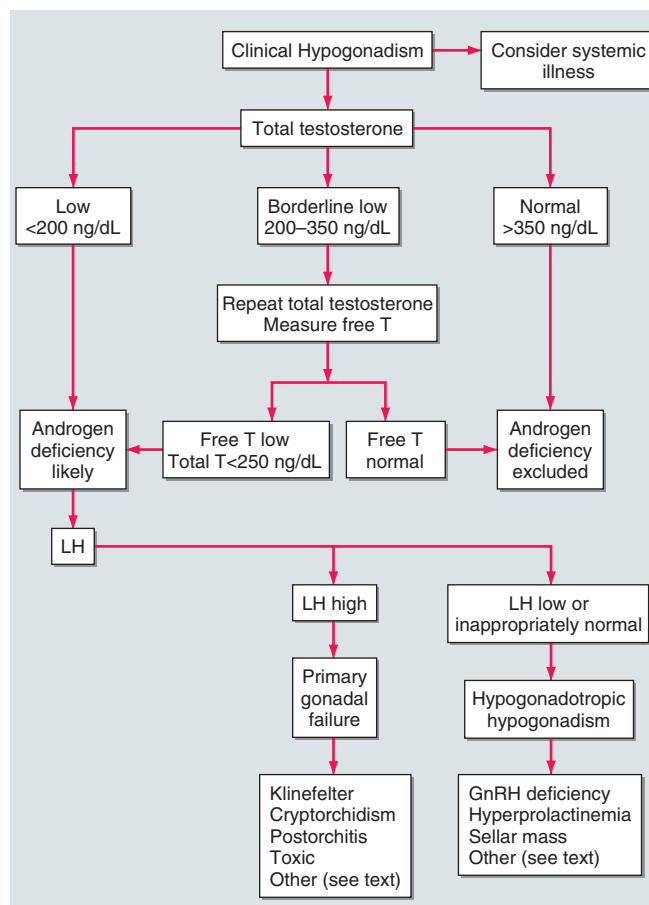 Clinical Hypogonadism
Consider systemic
illness
Total testosterone
Low
<200 ng/dL
Borderline low
200–350 ng/dL
Normal
>350 ng/dL
Repeat total testosterone
Measure free T
Androgen
deficiency
likely
Free T low
Total T<250 ng/dL
Free T
normal
Androgen
deficiency
excluded
LH
LH high
LH low or
inappropriately normal
Primary
gonadal
failure
Hypogonadotropic
hypogonadism
Klinefelter
Cryptorchidism
Postorchitis
Toxic
Other (see text)
GnRH deficiency
Hyperprolactinemia
Sellar mass
Other (see text)